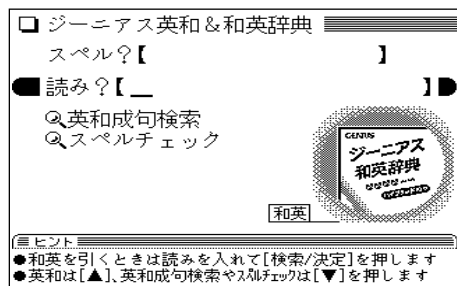 ジーニアス英和＆和英辞典
スペル？【 】
読み？【＿ 】
英和成句検索
スペルチェック
GENIUS
ジーニアス
和英辞典
和英
ヒント
●和英を引くときは読みを入れて[検索/決定]を押します
●英和は[▲]、英和成句検索やスペルチェックは[▼]を押します